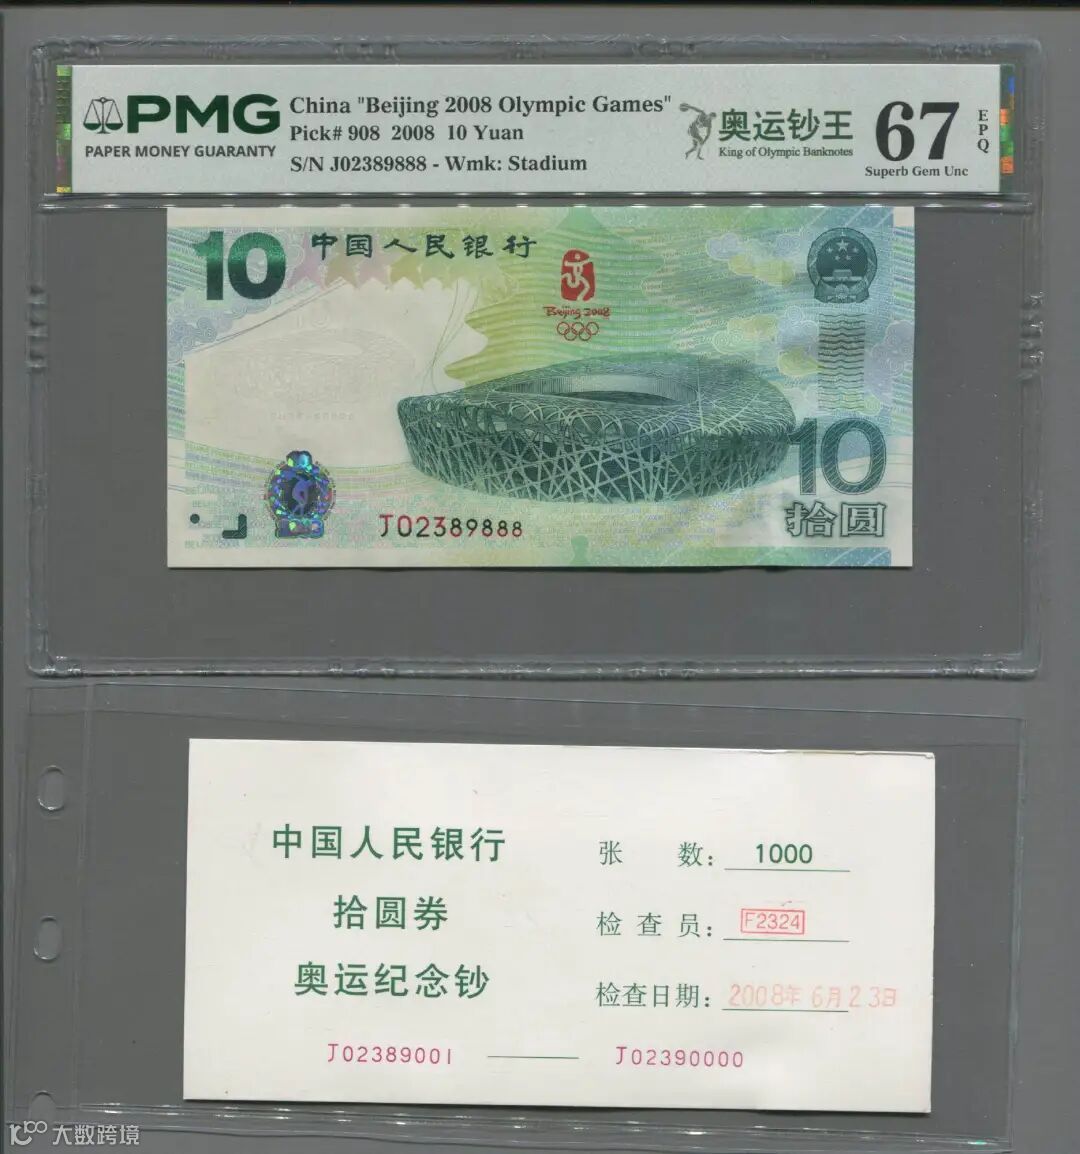 PMG
PAPER MONEY GUARANTY
China "Beijing 2008 Olympic Games"
Pick# 908 2008 10 Yuan
S/N J02389888 - Wmk: Stadium
奥运钞王
King of Olympic Banknotes
67
EPQ
Superb Gem Unc
10
中国人民银行
Beijing 2008
10
拾圆
J02389888
中国人民银行
拾圆券
奥运纪念钞
张 数: 1000
检查员: F2324
检查日期: 2008年6月23日
J02389001 —— J02390000
大数跨境